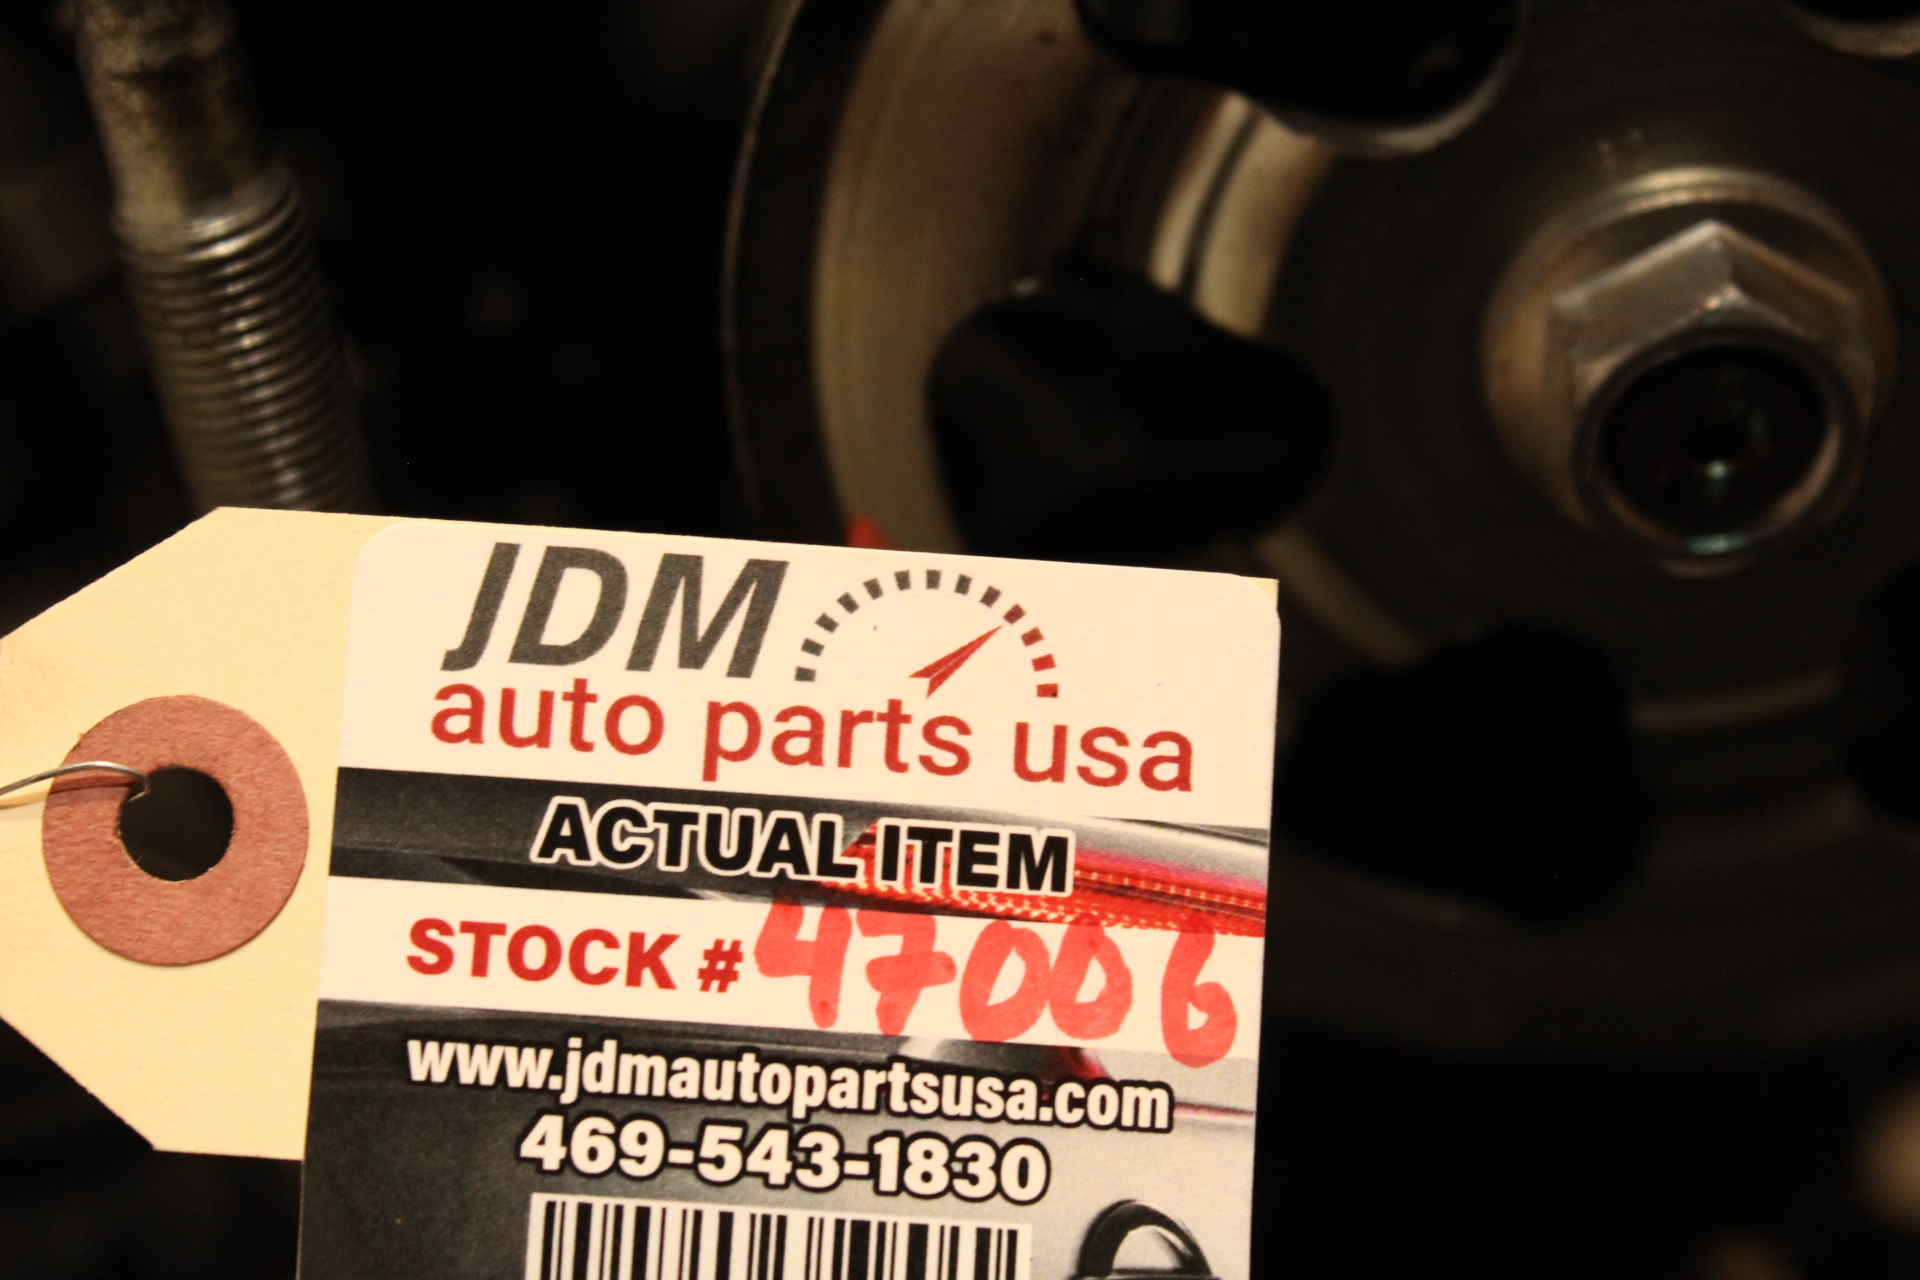 JDM
auto parts usa
ACTUAL ITEM
STOCK # 47006
www.jdmautopartsusa.com
469-543-1830